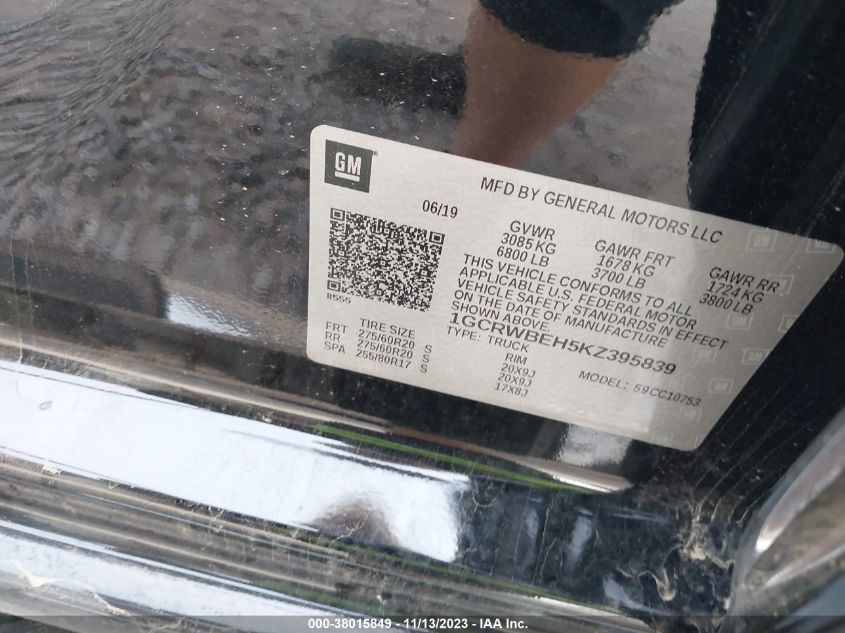 GM
®
06/19
MFD BY GENERAL MOTORS LLC
GVWR
3085 KG
6800 LB
GAWR FRT
1678 KG
3700 LB
GAWR RR
1724 KG
3800 LB
THIS VEHICLE CONFORMS TO ALL
APPLICABLE U.S. FEDERAL MOTOR
VEHICLE SAFETY STANDARDS IN EFFECT
ON THE DATE OF MANUFACTURE
SHOWN ABOVE.
1GCRWBEH5KZ395839
TYPE: TRUCK
MODEL: 59CC10753
8555
TIRE SIZE
RIM
FRT 275/60R20 S 20X9J
RR 275/60R20 S 20X9J
SPA 255/80R17 S 17X8J
000-38015849 - 11/13/2023 - IAA Inc.